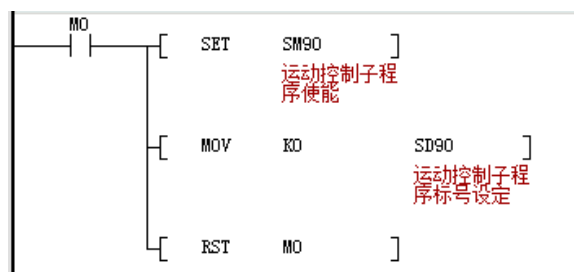 M0
[ SET SM90 ]
运动控制子程
序使能
[ MOV K0 SD90 ]
运动控制子程
序标号设定
[ RST M0 ]